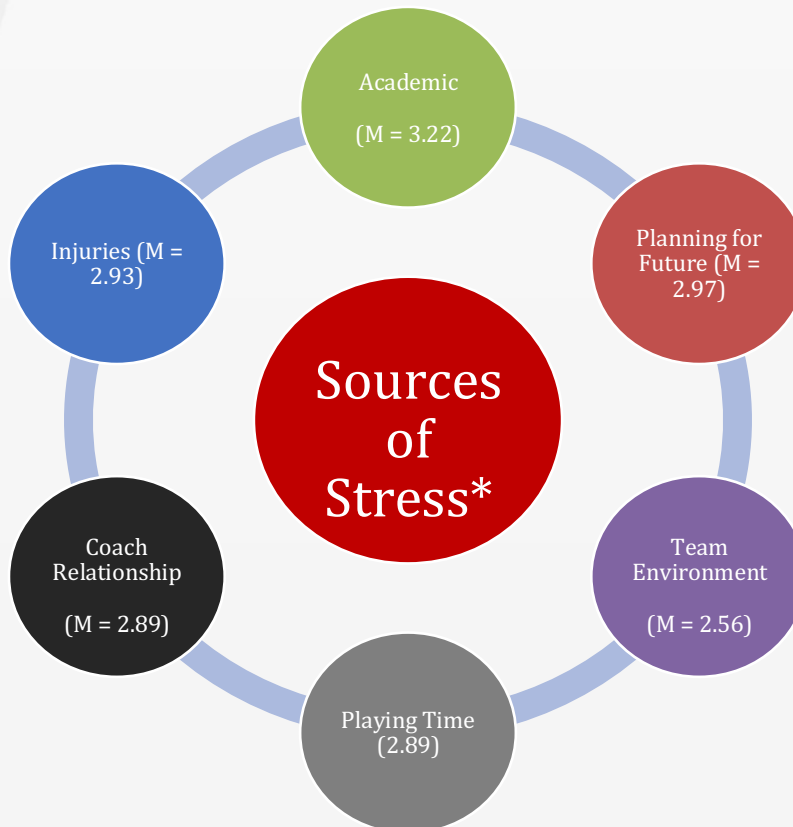 Academic
(M = 3.22)
Planning for
Future (M =
2.97)
Team
Environment
(M = 2.56)
Playing Time
(2.89)
Coach
Relationship
(M = 2.89)
Injuries (M =
2.93)
Sources
of
Stress*